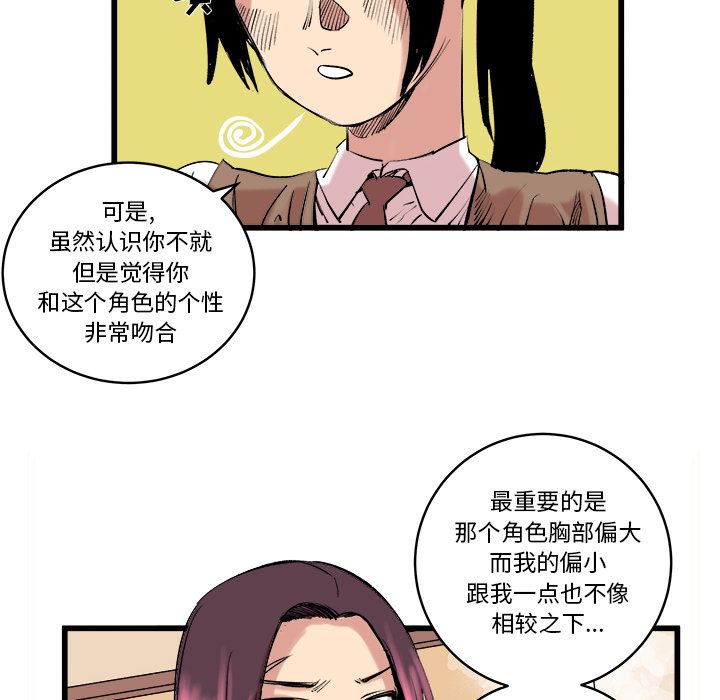 可是,
虽然认识你不就
但是觉得你
和这个角色的个性
非常吻合
最重要的是
那个角色胸部偏大
而我的偏小
跟我一点也不像
相较之下...